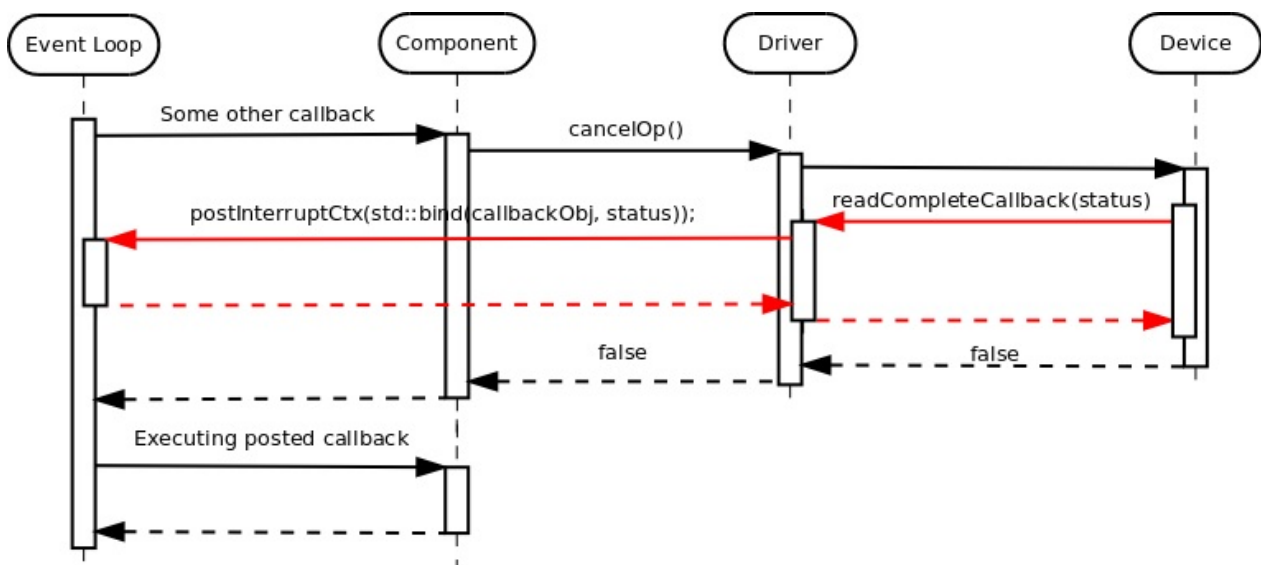 Event Loop
Component
Driver
Device
Some other callback
cancelOp()
readCompleteCallback(status)
postInterruptCtx(std::bind(callbackObj, status));
false
false
Executing posted callback